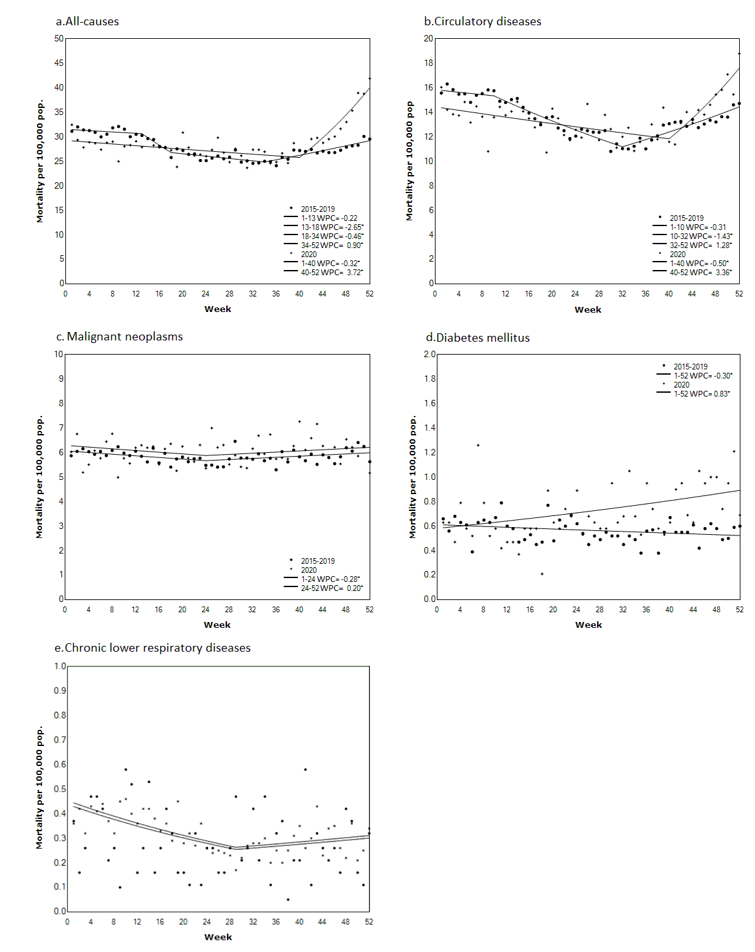 a.All-causes
Mortality per 100,000 pop.
50
45
40
35
30
25
20
15
10
5
0
2015-2019
1-13 WPC= -0.22
13-18 WPC= -2.65*
18-34 WPC= -0.46*
34-52 WPC= 0.90*
2020
1-40 WPC= -0.32*
40-52 WPC= 3.72*
0 4 8 12 16 20 24 28 32 36 40 44 48 52
Week
b.Circulatory diseases
Mortality per 100,000 pop.
20
18
16
14
12
10
8
6
4
2
0
2015-2019
1-10 WPC= -0.31
10-32 WPC= -1.43*
32-52 WPC= 1.28*
2020
1-40 WPC= -0.50*
40-52 WPC= 3.36*
0 4 8 12 16 20 24 28 32 36 40 44 48 52
Week
c. Malignant neoplasms
Mortality per 100,000 pop.
10
9
8
7
6
5
4
3
2
1
0
2015-2019
2020
1-24 WPC= -0.28*
24-52 WPC= 0.20*
0 4 8 12 16 20 24 28 32 36 40 44 48 52
Week
d.Diabetes mellitus
Mortality per 100,000 pop.
2.0
1.8
1.6
1.4
1.2
1.0
0.8
0.6
0.4
0.2
0.0
2015-2019
1-52 WPC= -0.30*
2020
1-52 WPC= 0.83*
0 4 8 12 16 20 24 28 32 36 40 44 48 52
Week
e.Chronic lower respiratory diseases
Mortality per 100,000 pop.
1.0
0.9
0.8
0.7
0.6
0.5
0.4
0.3
0.2
0.1
0.0
0 4 8 12 16 20 24 28 32 36 40 44 48 52
Week